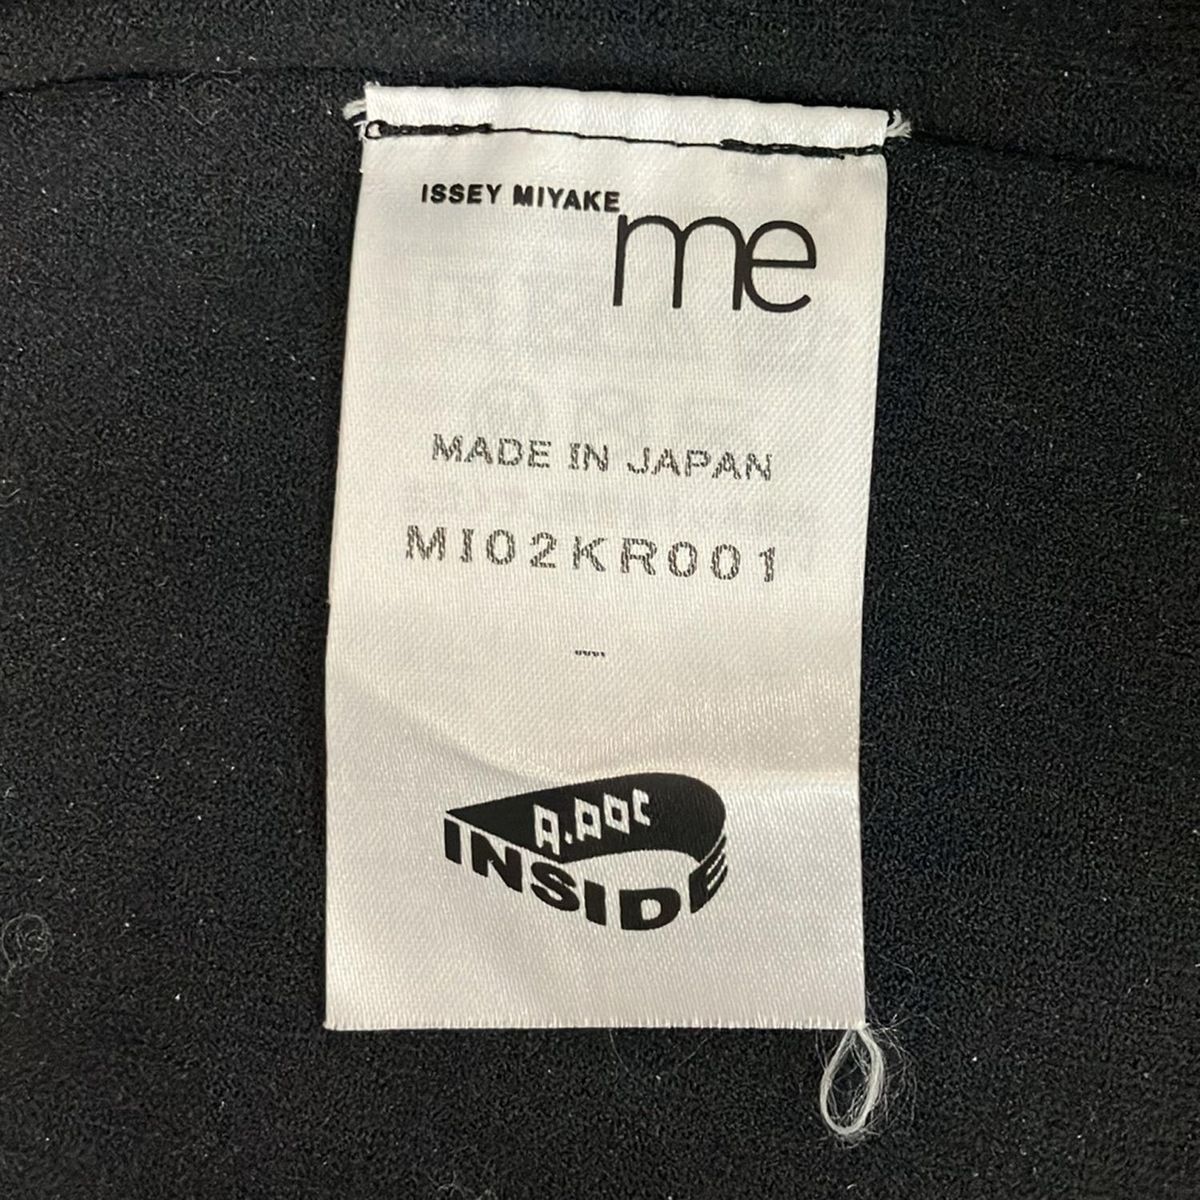 ISSEY MIYAKE
me
MADE IN JAPAN
MI02KR001
A.POC
INSIDE